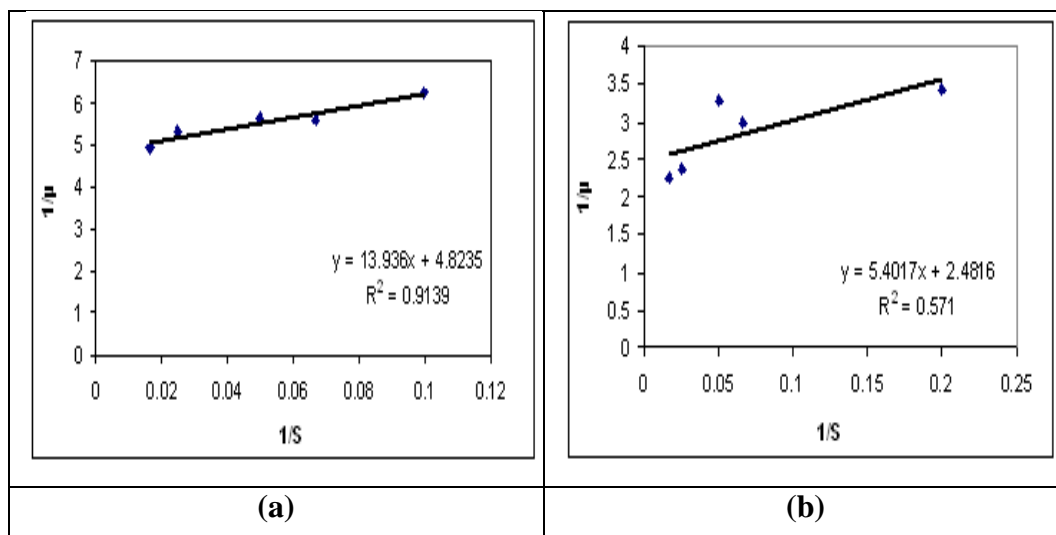 7
6
5
4
3
2
1
0
1/µ
y = 13.936x + 4.8235
R² = 0.9139
0 0.02 0.04 0.06 0.08 0.1 0.12
1/S
(a)
4
3.5
3
2.5
2
1.5
1
0.5
0
1/µ
y = 5.4017x + 2.4816
R² = 0.571
0 0.05 0.1 0.15 0.2 0.25
1/S
(b)